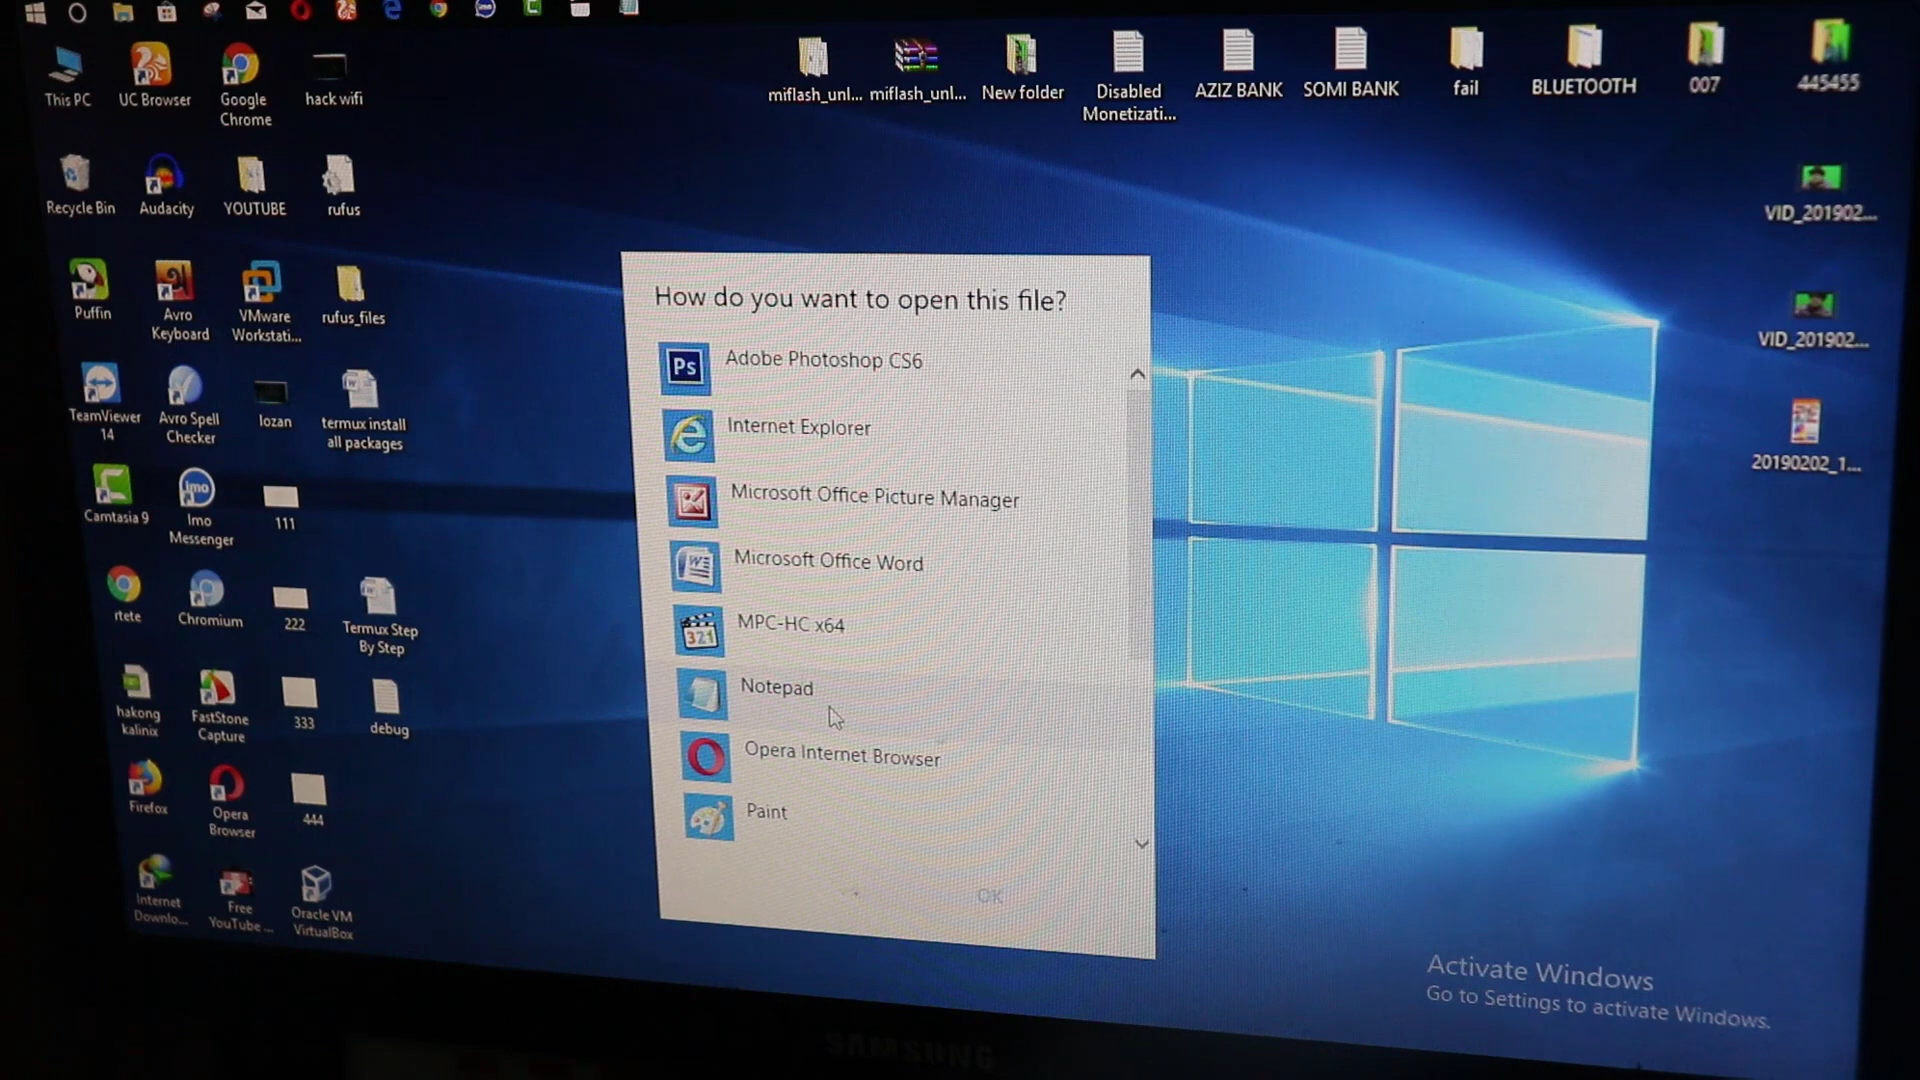 This PC
UC Browser
Google
Chrome
hack wifi
miflash_unl...
miflash_unl...
New folder
Disabled
Monetizati...
AZIZ BANK
SOMI BANK
fail
BLUETOOTH
007
445455
Recycle Bin
Audacity
YOUTUBE
rufus
VID_201902...
Puffin
Avro
Keyboard
VMware
Workstati...
rufus_files
VID_201902...
TeamViewer
14
Avro Spell
Checker
lozan
termux install
all packages
20190202_1...
Camtasia 9
imo
Imo
Messenger
111
rtete
Chromium
222
Termux Step
By Step
hakong
kalinix
FastStone
Capture
333
debug
Firefox
Opera
Browser
444
Internet
Downlo...
Free
YouTube ...
Oracle VM
VirtualBox
How do you want to open this file?
Ps
Adobe Photoshop CS6
Internet Explorer
Microsoft Office Picture Manager
Microsoft Office Word
321
MPC-HC x64
Notepad
Opera Internet Browser
Paint
OK
Activate Windows
Go to Settings to activate Windows.
SAMSUNG